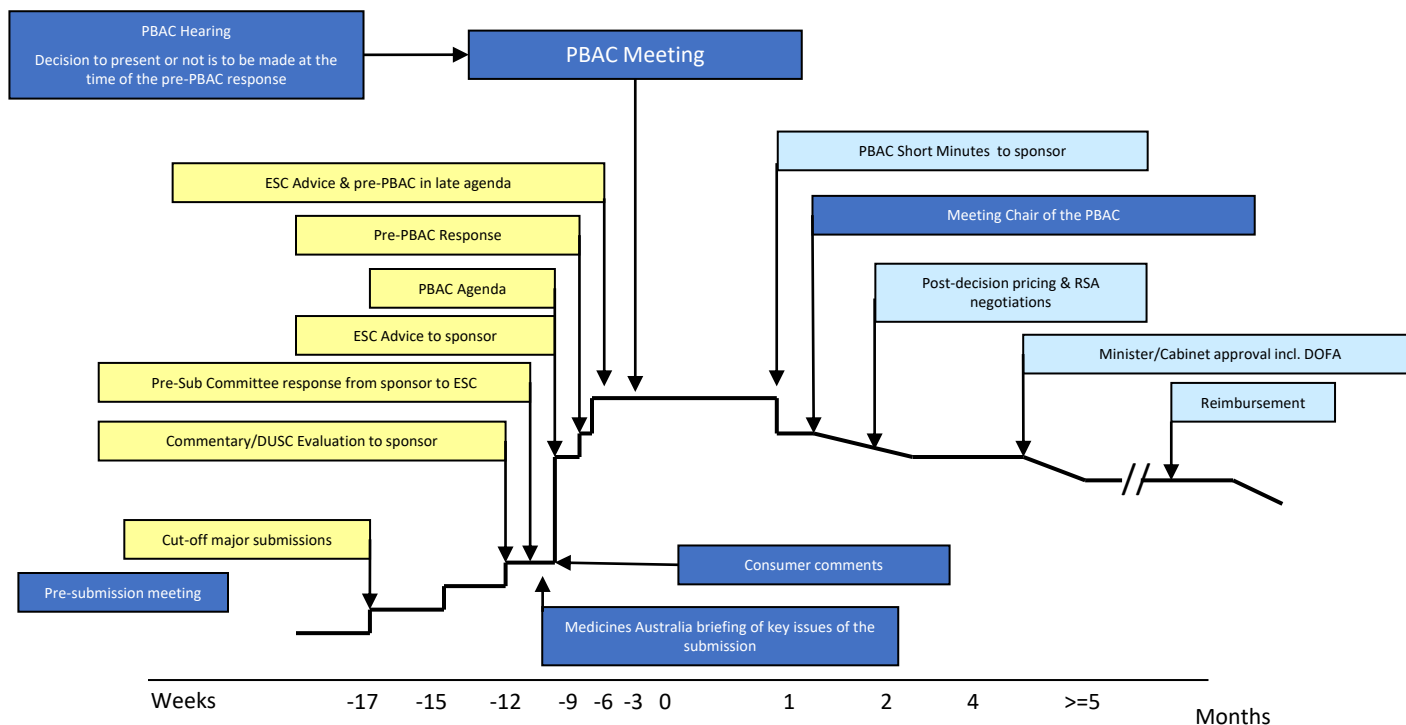 PBAC Hearing
Decision to present or not is to be made at the
time of the pre-PBAC response
PBAC Meeting
PBAC Short Minutes to sponsor
ESC Advice & pre-PBAC in late agenda
Meeting Chair of the PBAC
Pre-PBAC Response
Post-decision pricing & RSA
negotiations
PBAC Agenda
ESC Advice to sponsor
Minister/Cabinet approval incl. DOFA
Pre-Sub Committee response from sponsor to ESC
Reimbursement
Commentary/DUSC Evaluation to sponsor
Cut-off major submissions
Consumer comments
Pre-submission meeting
Medicines Australia briefing of key issues of the
submission
Weeks -17 -15 -12 -9 -6 -3 0 1 2 4 >=5 Months